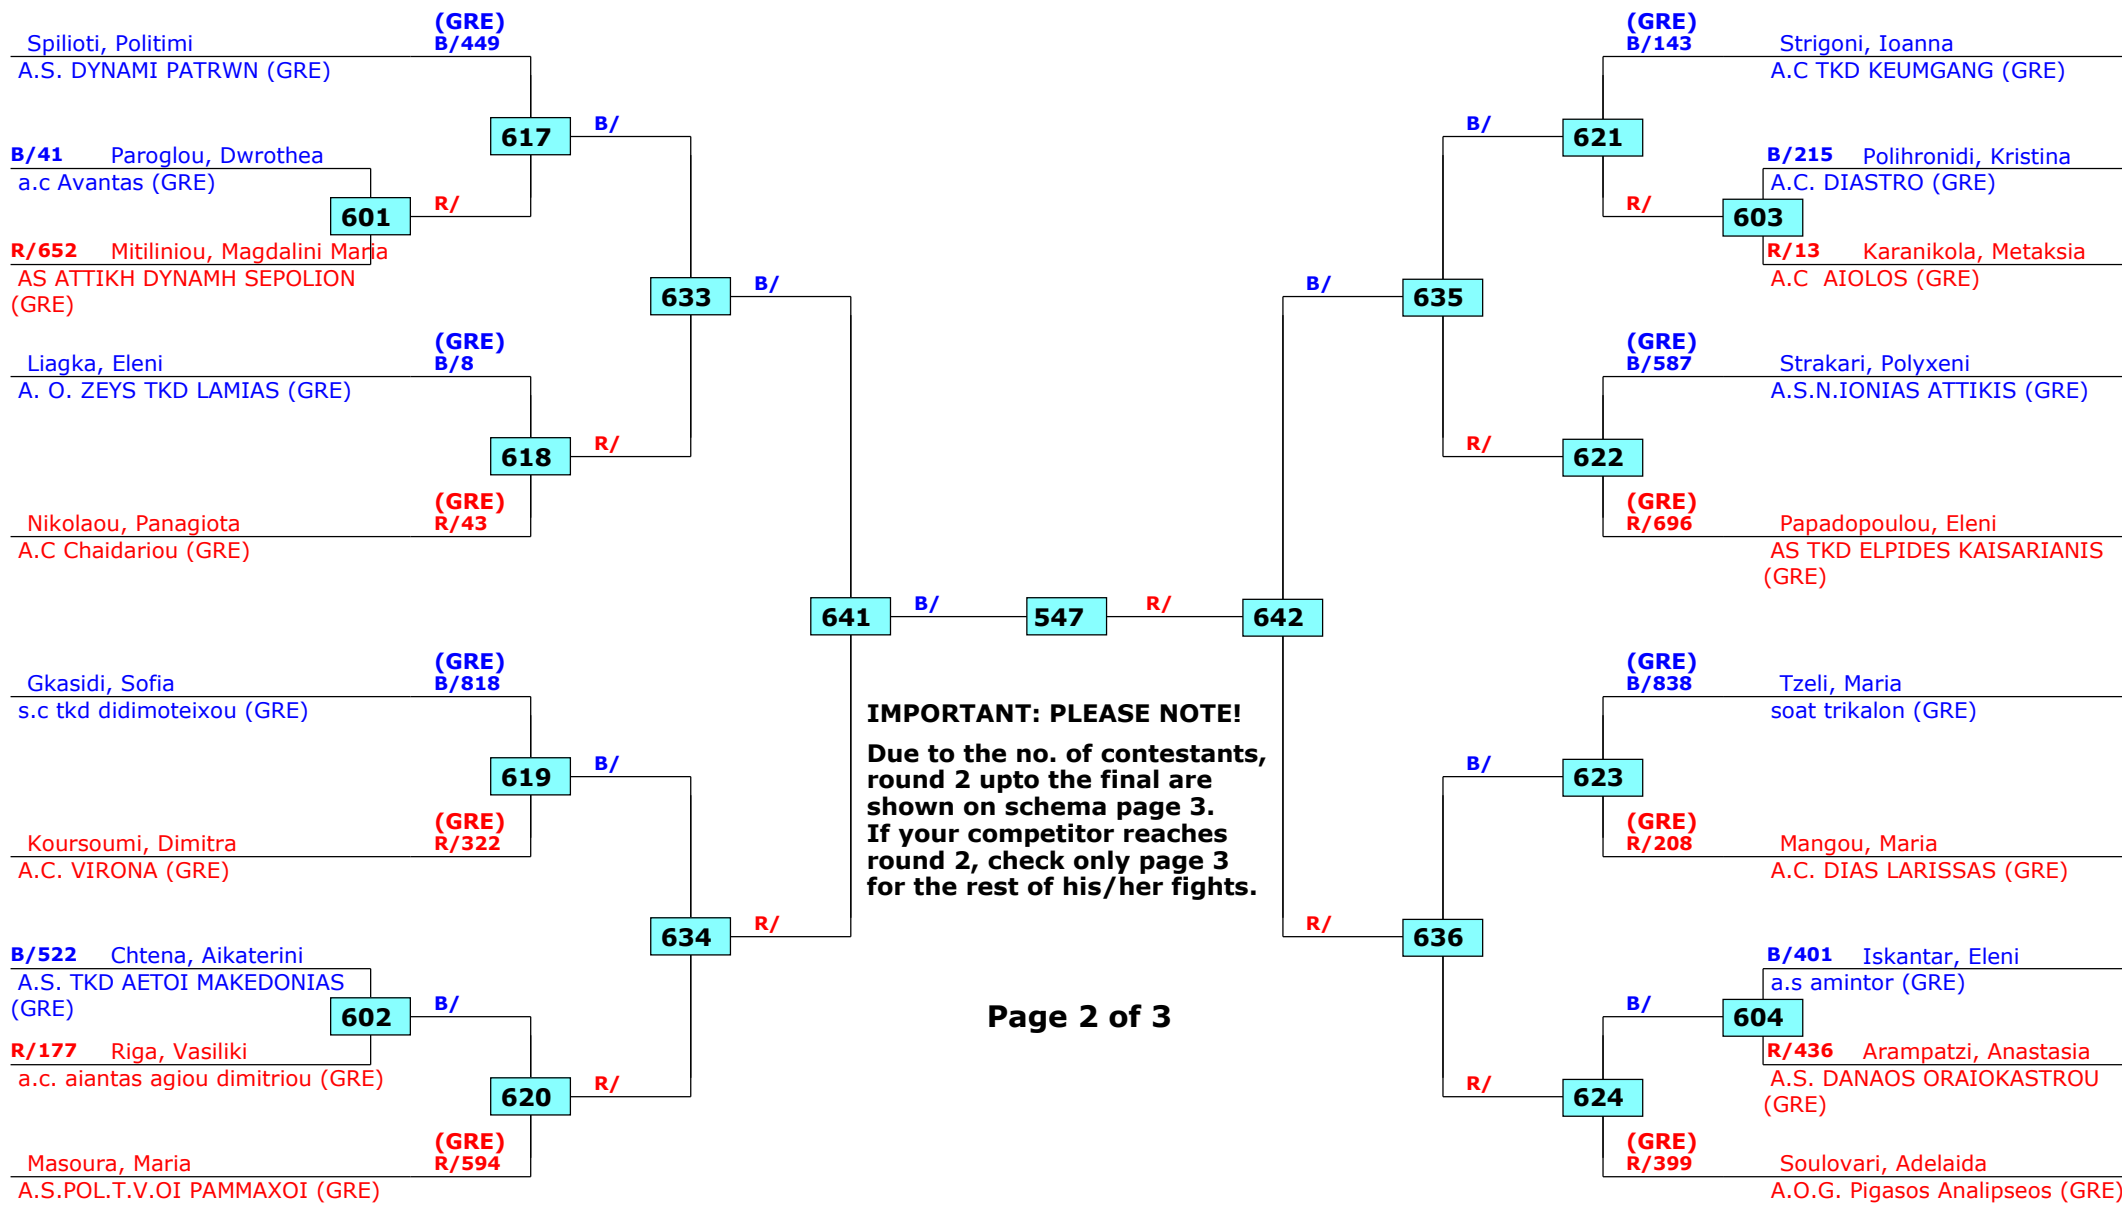 (GRE)
B/449
Spilioti, Politimi
A.S. DYNAMI PATRWN (GRE)
617
B/
B/41 Paroglou, Dwrothea
a.c Avantas (GRE)
601
R/
R/652 Mitiliniou, Magdalini Maria
AS ATTIKH DYNAMH SEPOLION
(GRE)
633
B/
(GRE)
B/8
Liagka, Eleni
A. O. ZEYS TKD LAMIAS (GRE)
618
R/
(GRE)
R/43
Nikolaou, Panagiota
A.C Chaidariou (GRE)
641
B/
547
R/
642
(GRE)
B/818
Gkasidi, Sofia
s.c tkd didimoteixou (GRE)
619
B/
(GRE)
R/322
Koursoumi, Dimitra
A.C. VIRONA (GRE)
634
R/
B/522 Chtena, Aikaterini
A.S. TKD AETOI MAKEDONIAS
(GRE)
602
B/
R/177 Riga, Vasiliki
a.c. aiantas agiou dimitriou (GRE)
620
R/
(GRE)
R/594
Masoura, Maria
A.S.POL.T.V.OI PAMMAXOI (GRE)
IMPORTANT: PLEASE NOTE!
Due to the no. of contestants,
round 2 upto the final are
shown on schema page 3.
If your competitor reaches
round 2, check only page 3
for the rest of his/her fights.
Page 2 of 3
(GRE)
B/143
Strigoni, Ioanna
A.C TKD KEUMGANG (GRE)
B/
621
B/215 Polihronidi, Kristina
A.C. DIASTRO (GRE)
R/
603
R/13 Karanikola, Metaksia
A.C  AIOLOS (GRE)
B/
635
(GRE)
B/587
Strakari, Polyxeni
A.S.N.IONIAS ATTIKIS (GRE)
R/
622
(GRE)
R/696
Papadopoulou, Eleni
AS TKD ELPIDES KAISARIANIS
(GRE)
(GRE)
B/838
Tzeli, Maria
soat trikalon (GRE)
B/
623
(GRE)
R/208
Mangou, Maria
A.C. DIAS LARISSAS (GRE)
R/
636
B/401 Iskantar, Eleni
a.s amintor (GRE)
B/
604
R/436 Arampatzi, Anastasia
A.S. DANAOS ORAIOKASTROU
(GRE)
R/
624
(GRE)
R/399
Soulovari, Adelaida
A.O.G. Pigasos Analipseos (GRE)